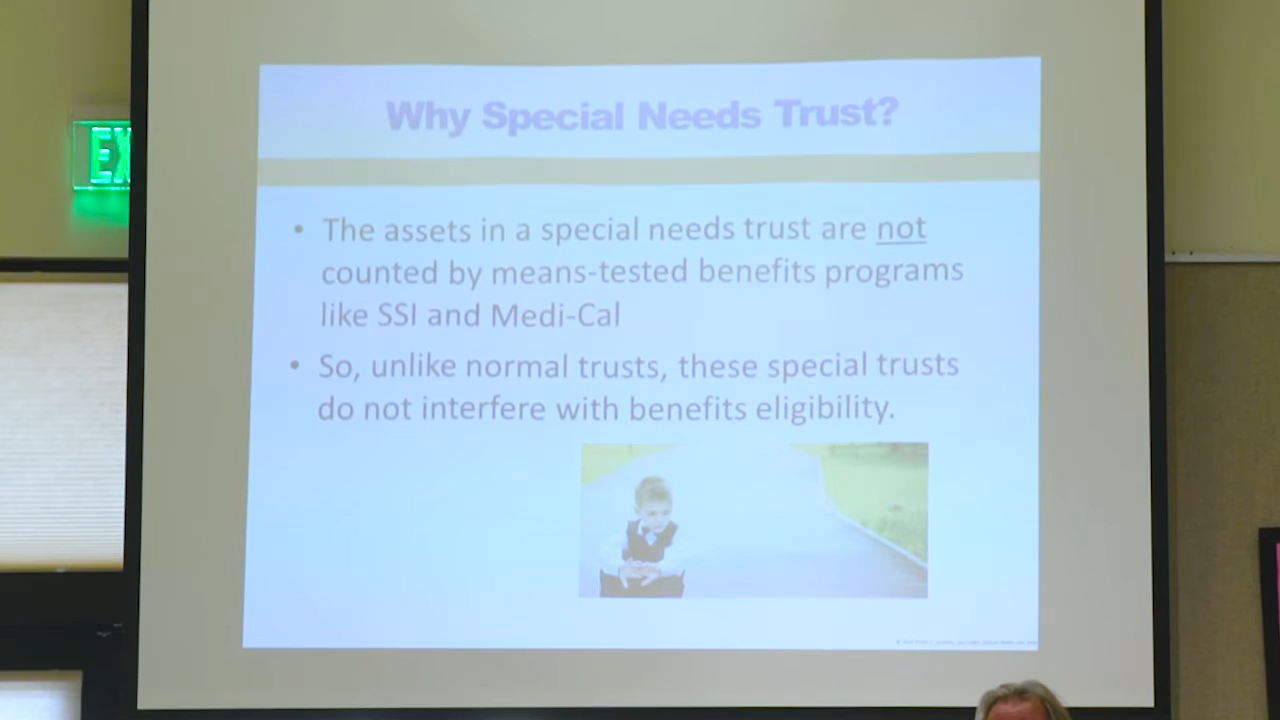 EX
Why Special Needs Trust?
• The assets in a special needs trust are not
counted by means-tested benefits programs
like SSI and Medi-Cal
• So, unlike normal trusts, these special trusts
do not interfere with benefits eligibility.